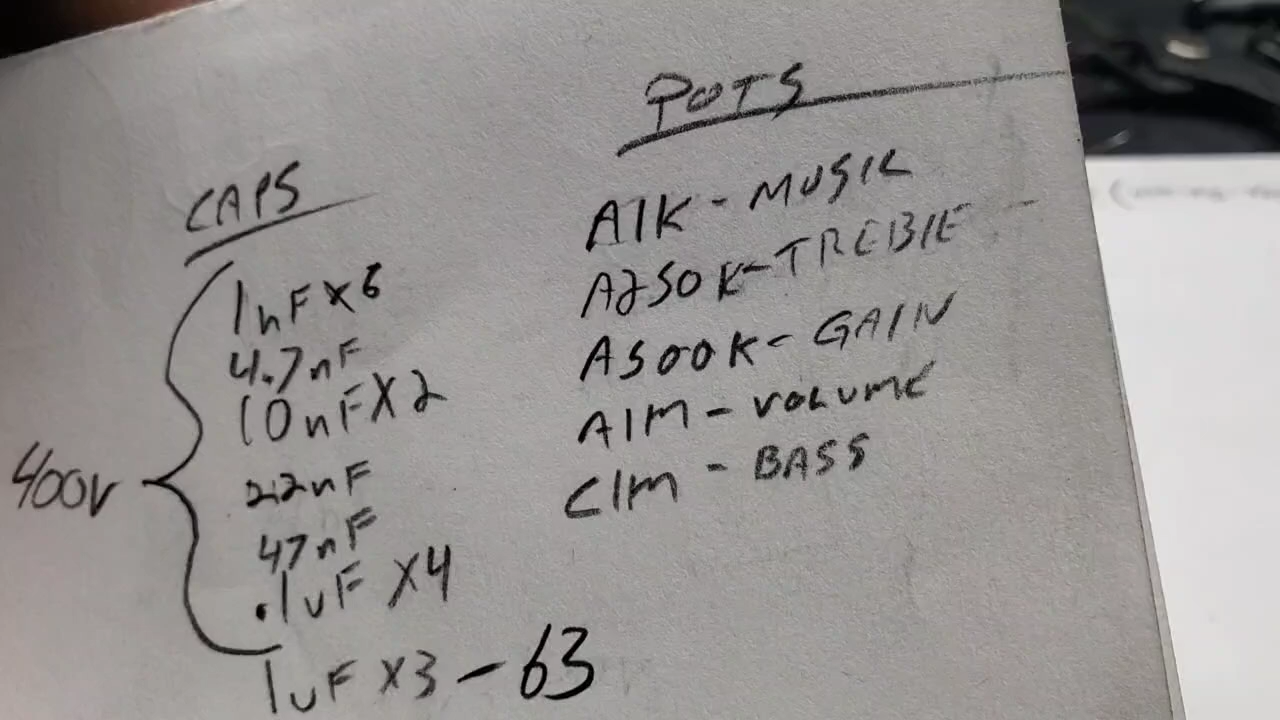 POTS
CAPS
1nF X6
4.7nF
10nF X2
22nF
47nF
.1uF X4
1uF X3 - 63
400V
A1K - MUSIC
A250K - TREBLE
A500K - GAIN
A1M - VOLUME
C1M - BASS